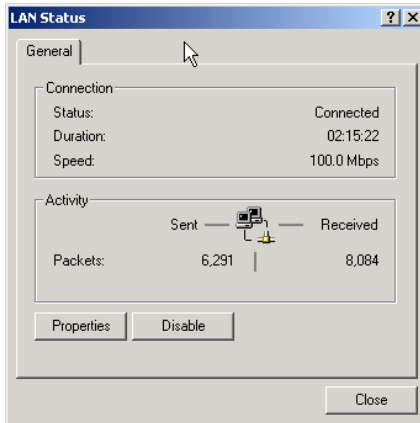 LAN Status
General
Connection
Status: Connected
Duration: 02:15:22
Speed: 100.0 Mbps
Activity
Sent Received
Packets: 6,291 8,084
Properties Disable
Close